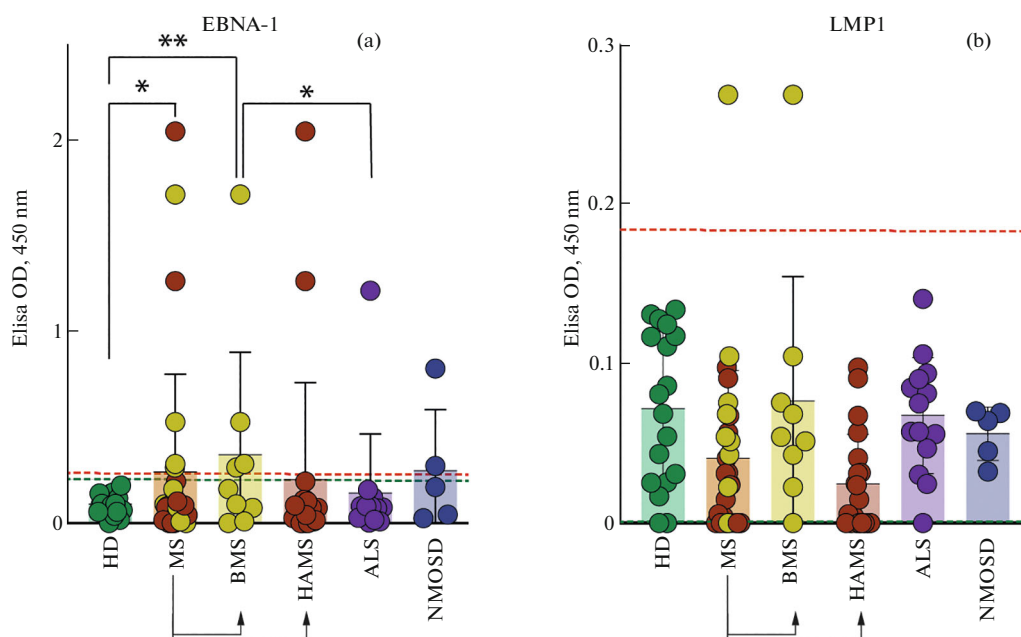 EBNA-1
(a)
**
*
*
2
1
0
Elisa OD, 450 nm
HD
MS
BMS
HAMS
ALS
NMOSD
LMP1
(b)
0.3
0.2
0.1
0
Elisa OD, 450 nm
HD
MS
BMS
HAMS
ALS
NMOSD